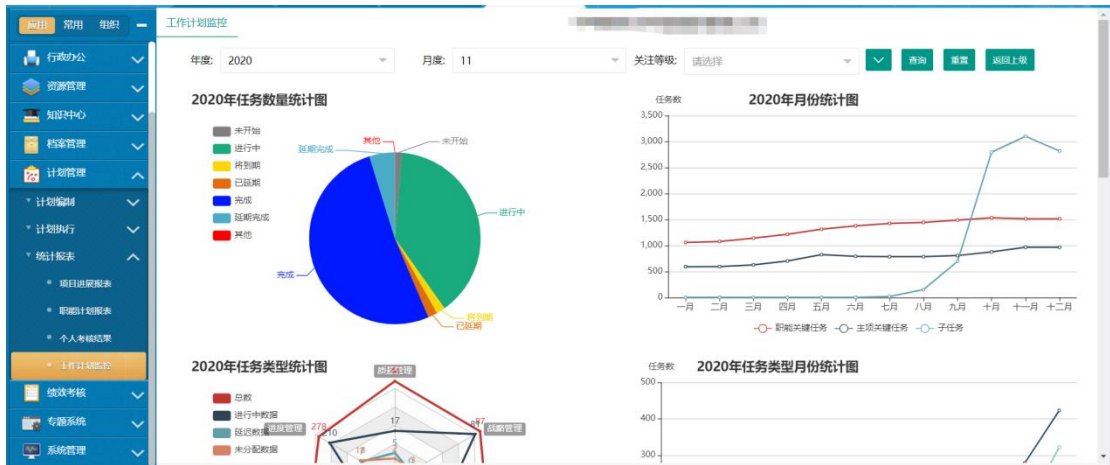 应用 常用 组织
行政办公
资源管理
知识中心
档案管理
计划管理
计划编制
计划执行
统计报表
项目进展报表
职能计划报表
个人考核结果
工作计划监控
绩效考核
专题系统
系统管理
工作计划监控
年度: 2020 月度: 11 关注等级: 请选择 查询 重置 返回上级
2020年任务数量统计图
未开始
进行中
将到期
已延期
完成
延期完成
其他
其他
未开始
延期完成
进行中
完成
将到期
已延期
任务数 2020年月份统计图
3,500
3,000
2,500
2,000
1,500
1,000
500
0
一月 二月 三月 四月 五月 六月 七月 八月 九月 十月 十一月 十二月
职能关键任务 主项关键任务 子任务
2020年任务类型统计图
总数
进行中数据
延迟数据
未分配数据
质量管理
进度管理 278 210
17
5
18
战略管理
任务数 2020年任务类型月份统计图
500
400
300